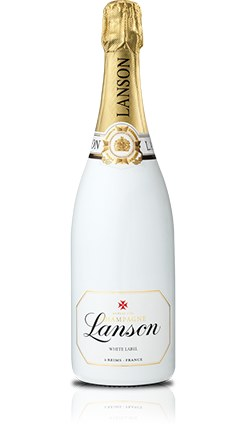 LANSON
CHAMPAGNE
Lanson
WHITE LABEL
À REIMS - FRANCE